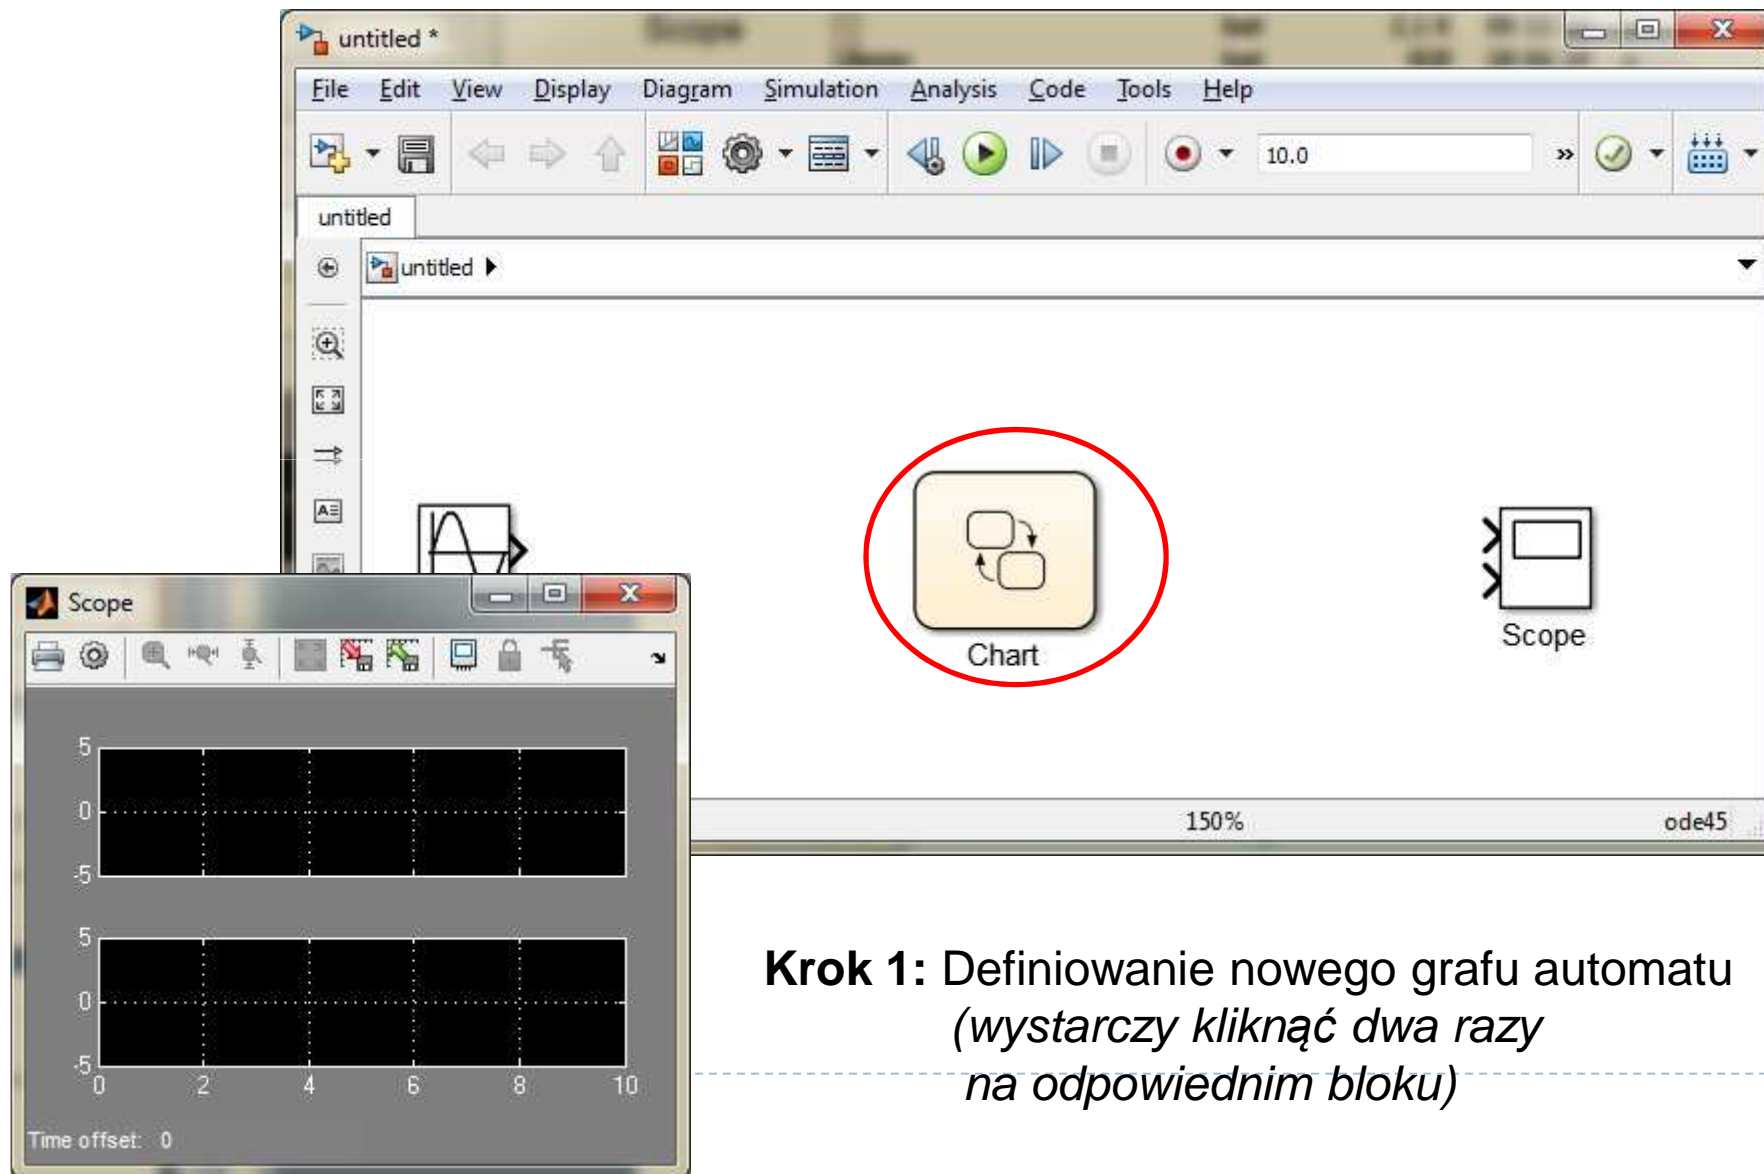 untitled *
File Edit View Display Diagram Simulation Analysis Code Tools Help
10.0 »
untitled
untitled
Chart
Scope
150% ode45
Scope
5
0
-5
5
0
-5
0 2 4 6 8 10
Time offset: 0
Krok 1: Definiowanie nowego grafu automatu
(wystarczy kliknąć dwa razy
na odpowiednim bloku)